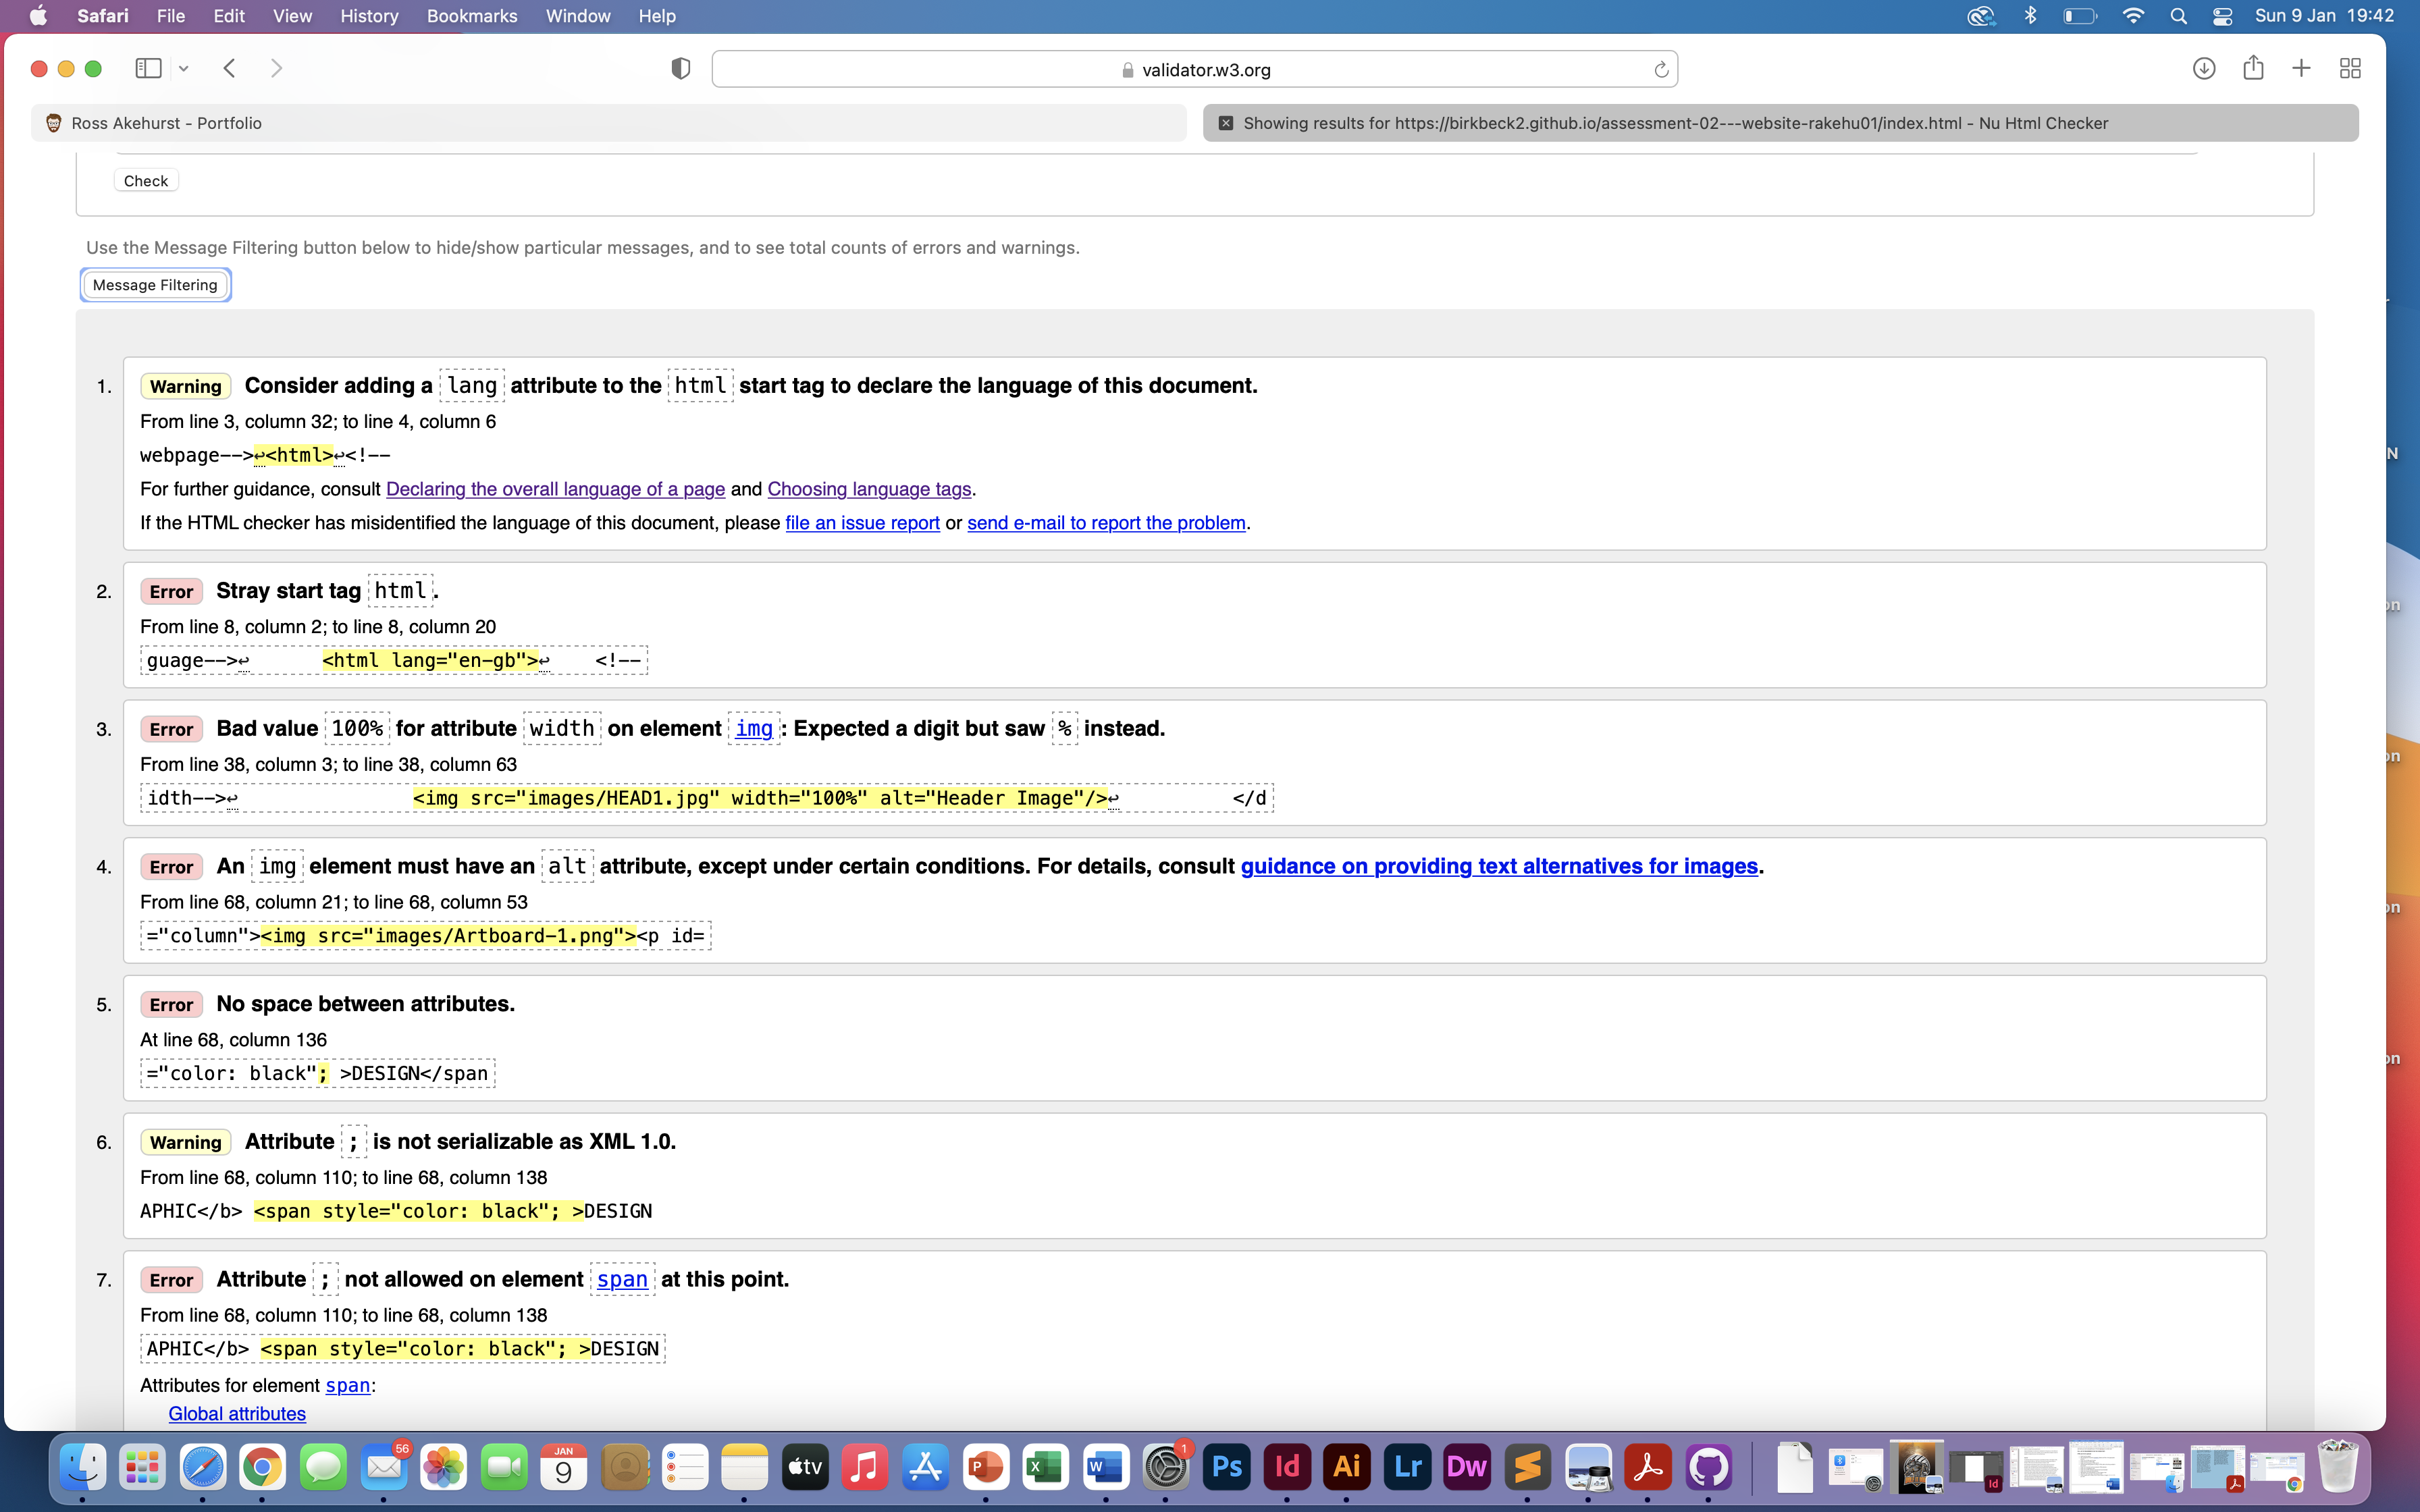 Safari File Edit View History Bookmarks Window Help Sun 9 Jan 19:42
validator.w3.org
Ross Akehurst - Portfolio
Showing results for https://birkbeck2.github.io/assessment-02---website-rakehu01/index.html - Nu Html Checker
Check
Use the Message Filtering button below to hide/show particular messages, and to see total counts of errors and warnings.
Message Filtering
1. Warning Consider adding a lang attribute to the html start tag to declare the language of this document.
From line 3, column 32; to line 4, column 6
webpage-->↩<html>↩<!--
For further guidance, consult Declaring the overall language of a page and Choosing language tags.
If the HTML checker has misidentified the language of this document, please file an issue report or send e-mail to report the problem.
2. Error Stray start tag html.
From line 8, column 2; to line 8, column 20
guage-->↩ <html lang="en-gb">↩ <!--
3. Error Bad value 100% for attribute width on element img: Expected a digit but saw % instead.
From line 38, column 3; to line 38, column 63
idth-->↩ <img src="images/HEAD1.jpg" width="100%" alt="Header Image"/>↩ </d
4. Error An img element must have an alt attribute, except under certain conditions. For details, consult guidance on providing text alternatives for images.
From line 68, column 21; to line 68, column 53
="column"><img src="images/Artboard-1.png"><p id=
5. Error No space between attributes.
At line 68, column 136
="color: black"; >DESIGN</span
6. Warning Attribute ; is not serializable as XML 1.0.
From line 68, column 110; to line 68, column 138
APHIC</b> <span style="color: black"; >DESIGN
7. Error Attribute ; not allowed on element span at this point.
From line 68, column 110; to line 68, column 138
APHIC</b> <span style="color: black"; >DESIGN
Attributes for element span:
Global attributes
N
on
on
on
on
56
JAN
9
tv
P
X
W
1
Ps
Id
Ai
Lr
Dw